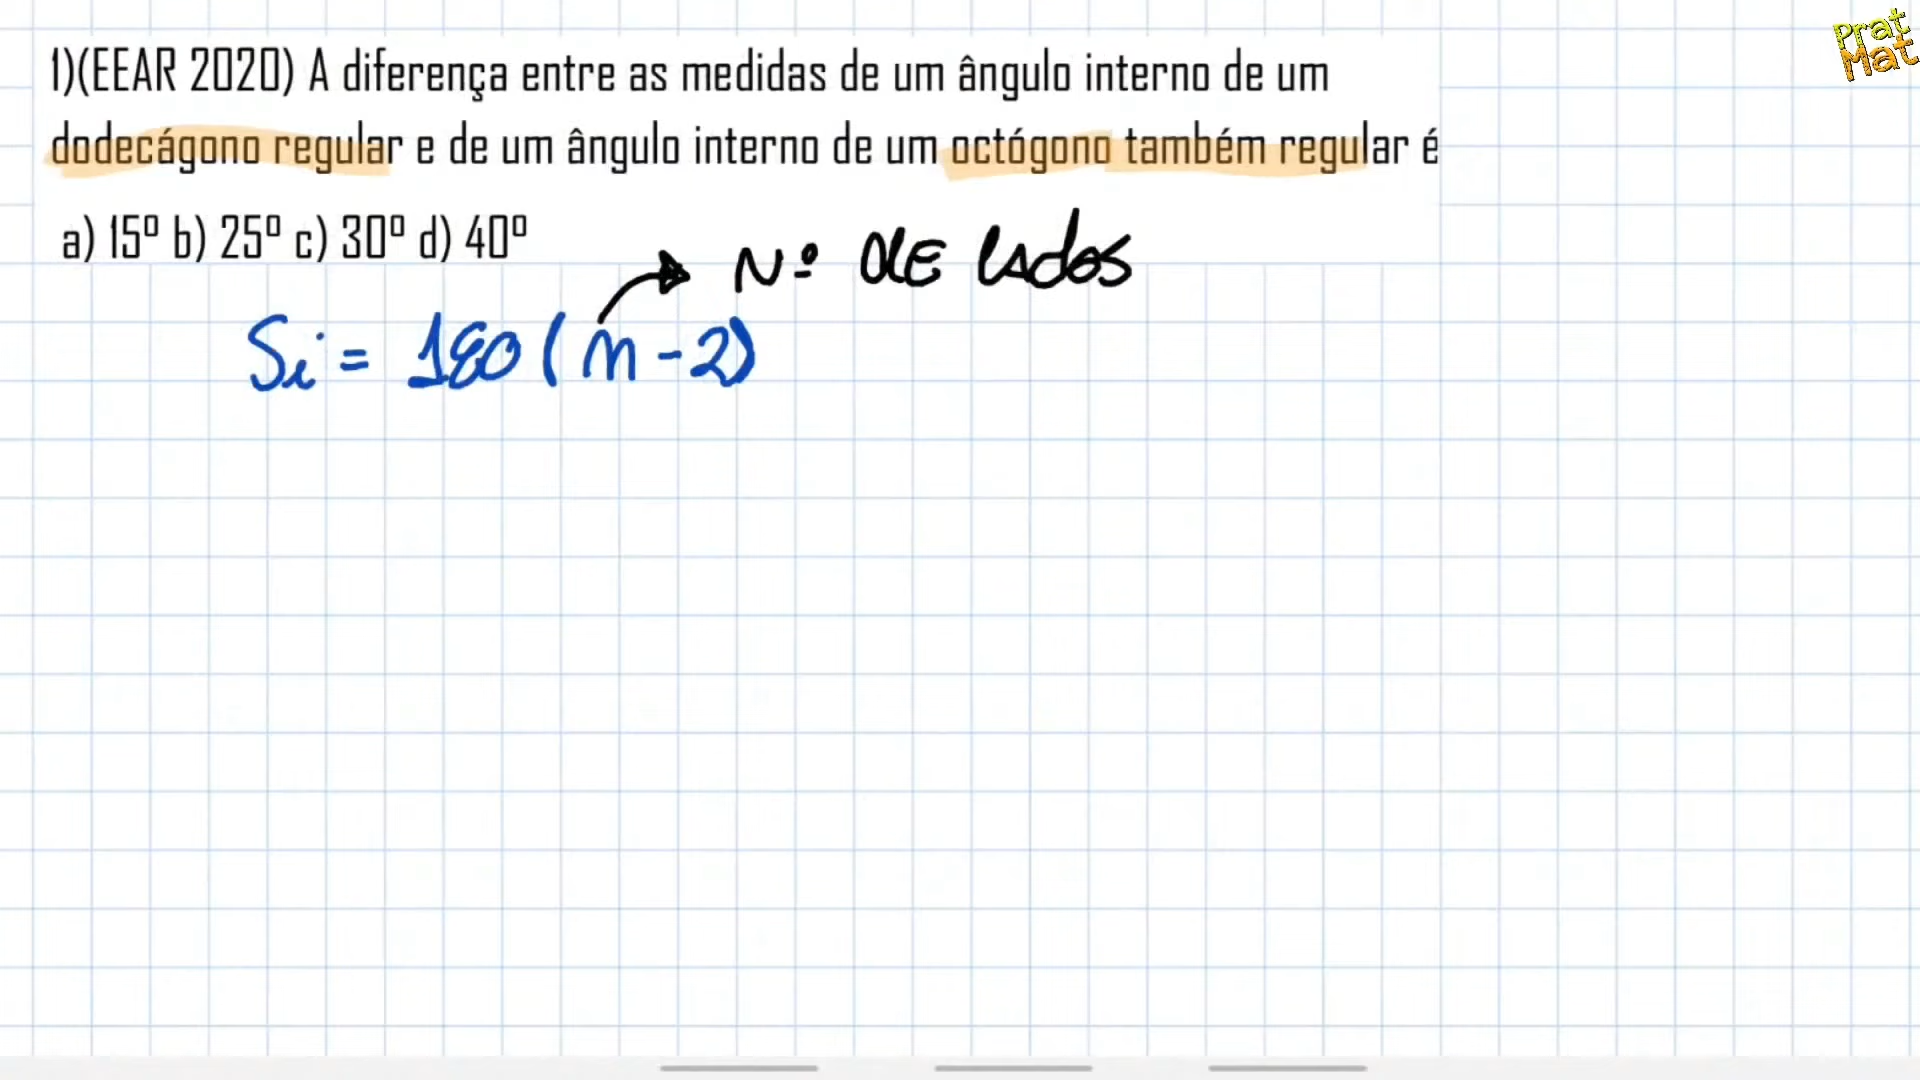 Prat
Mat
1)(EEAR 2020) A diferença entre as medidas de um ângulo interno de um
dodecágono regular e de um ângulo interno de um octógono também regular é
a) 15º b) 25º c) 30º d) 40º
Nº DE LADOS
Si = 180 (n - 2)